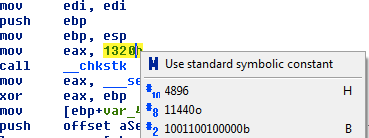 mov edi, edi
push ebp
mov ebp, esp
mov eax, 1320h
call __chkstk
mov eax, ___se
xor eax, ebp
mov [ebp+var_4
push offset aSe
Use standard symbolic constant
4896 H
11440o
1001100100000b B